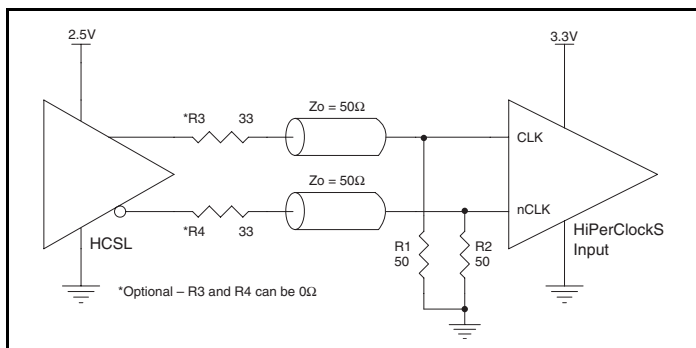 2.5V
3.3V
*R3 33
Zo = 50Ω
CLK
Zo = 50Ω
nCLK
*R4 33
HCSL
R1
50
R2
50
HiPerClockS
Input
*Optional – R3 and R4 can be 0Ω